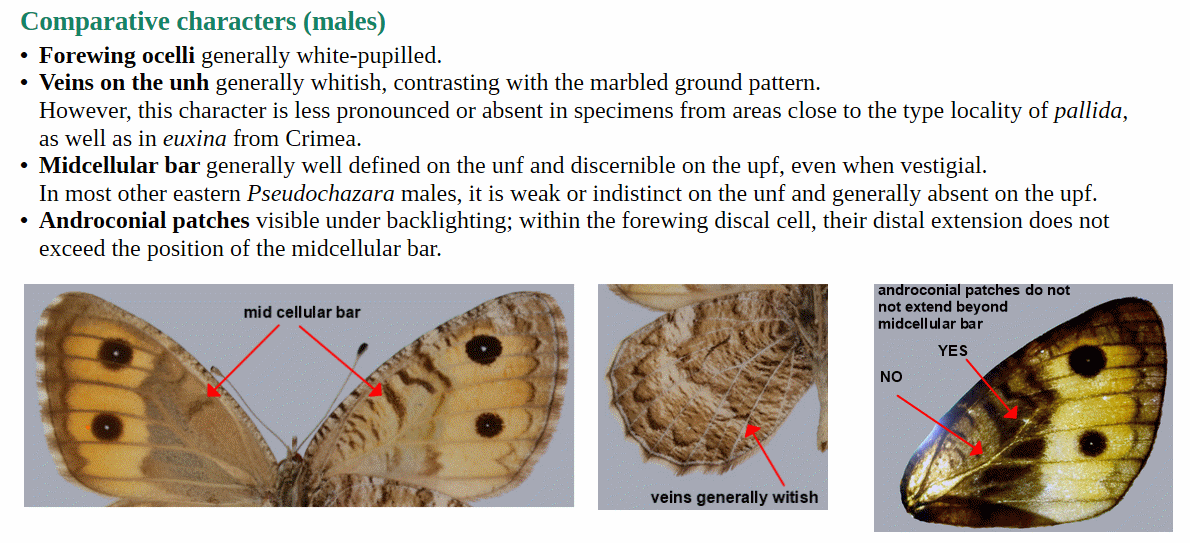 Comparative characters (males)
• Forewing ocelli generally white-pupilled.
• Veins on the unh generally whitish, contrasting with the marbled ground pattern.
However, this character is less pronounced or absent in specimens from areas close to the type locality of pallida,
as well as in euxina from Crimea.
• Midcellular bar generally well defined on the unf and discernible on the upf, even when vestigial.
In most other eastern Pseudochazara males, it is weak or indistinct on the unf and generally absent on the upf.
• Androconial patches visible under backlighting; within the forewing discal cell, their distal extension does not
exceed the position of the midcellular bar.
mid cellular bar
veins generally witish
androconial patches do not
not extend beyond
midcellular bar
YES
NO